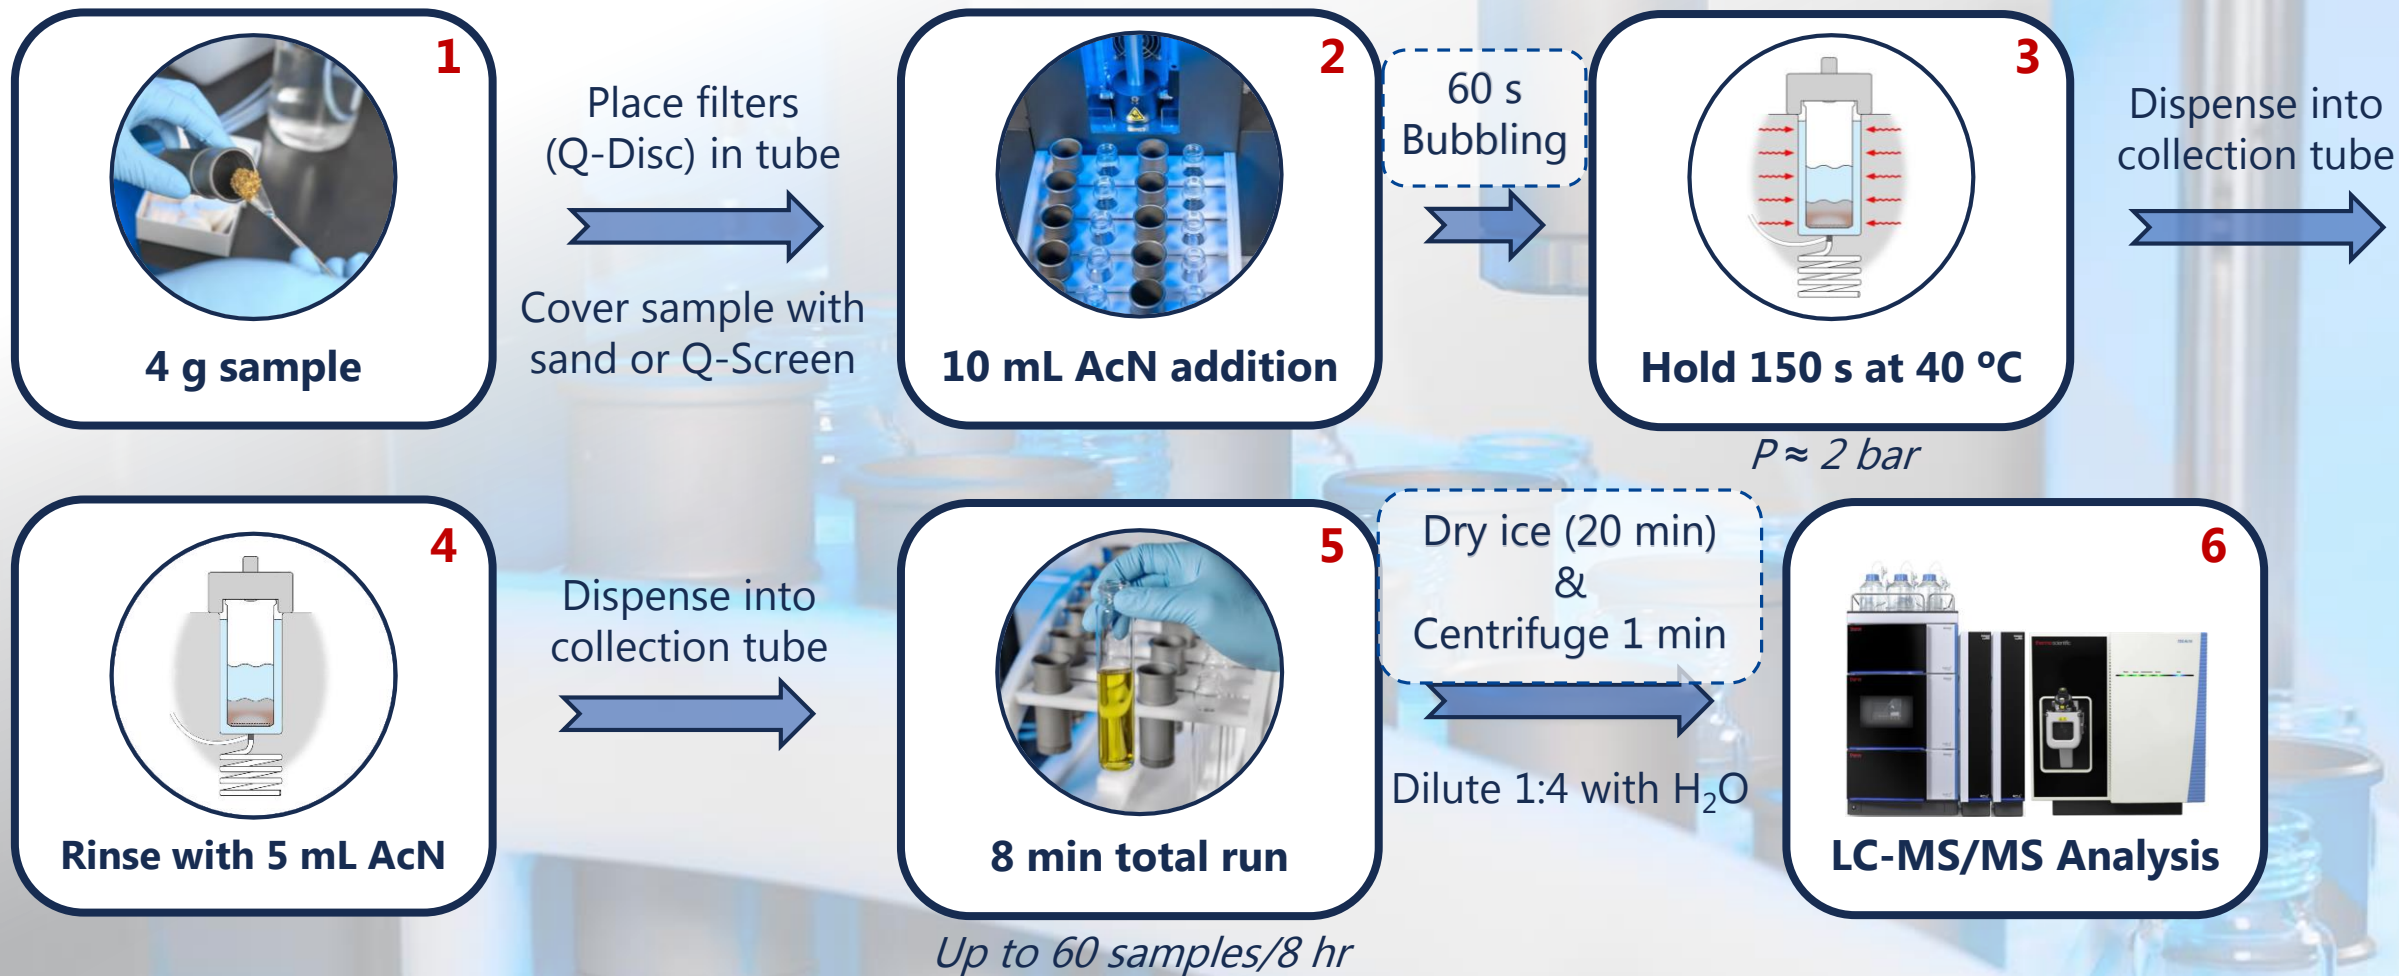 1
4 g sample
Place filters
(Q-Disc) in tube
Cover sample with
sand or Q-Screen
2
10 mL AcN addition
60 s
Bubbling
3
Hold 150 s at 40 ºC
P ≈ 2 bar
Dispense into
collection tube
4
Rinse with 5 mL AcN
Dispense into
collection tube
5
8 min total run
Up to 60 samples/8 hr
Dry ice (20 min)
&
Centrifuge 1 min
Dilute 1:4 with H₂O
6
LC-MS/MS Analysis